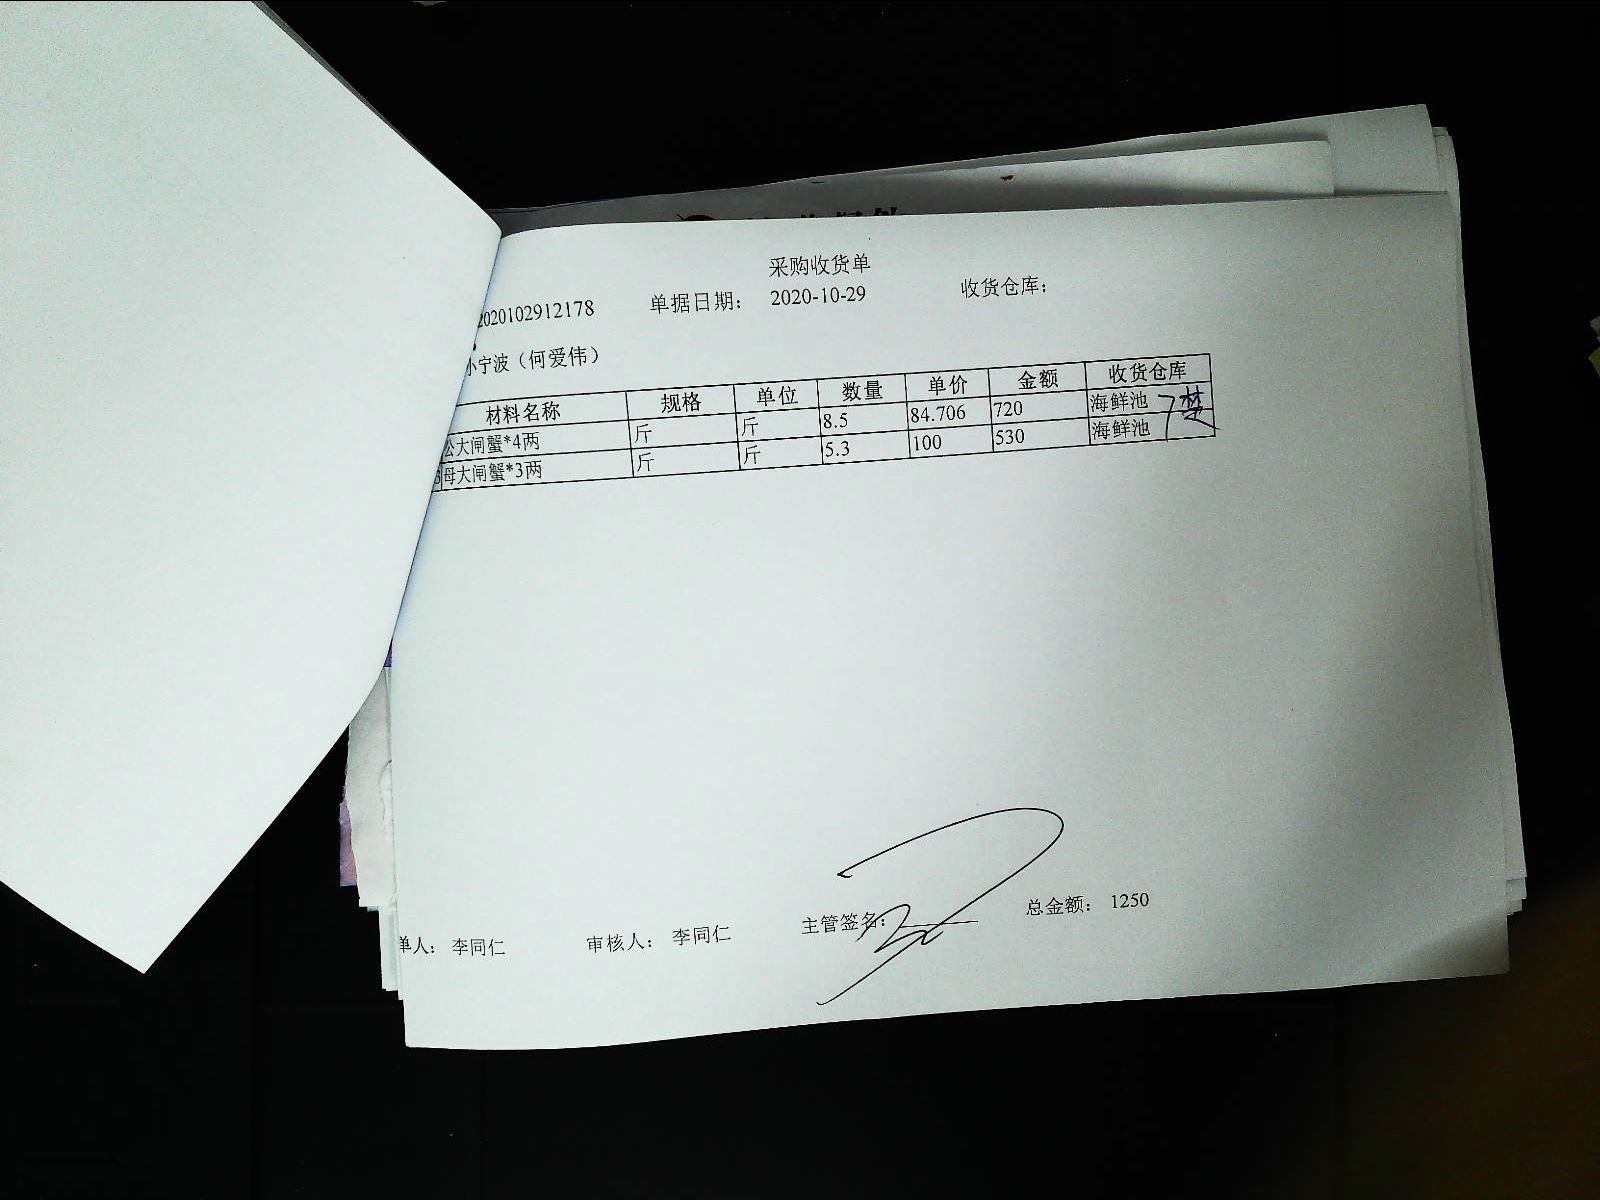 采购收货单
2020102912178 单据日期： 2020-10-29 收货仓库：
小宁波（何爱伟）
材料名称 规格 单位 数量 单价 金额 收货仓库
公大闸蟹*4两 斤 斤 8.5 84.706 720 海鲜池
母大闸蟹*3两 斤 斤 5.3 100 530 海鲜池
单人： 李同仁 审核人： 李同仁 主管签名： 总金额： 1250